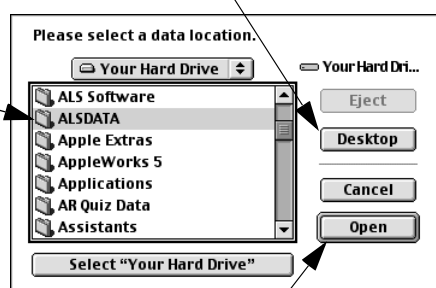 Please select a data location.
Your Hard Drive
Your Hard Dri...
ALS Software
ALSDATA
Apple Extras
AppleWorks 5
Applications
AR Quiz Data
Assistants
Eject
Desktop
Cancel
Open
Select “Your Hard Drive”